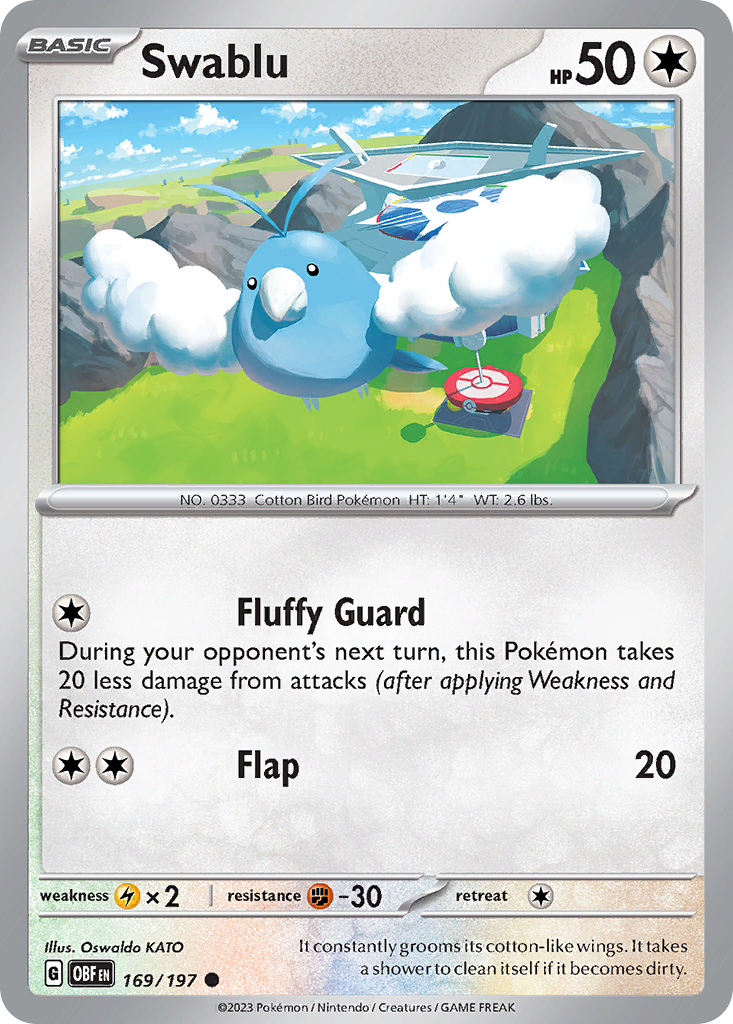 BASIC
Swablu
HP 50
NO. 0333 Cotton Bird Pokémon HT: 1'4" WT: 2.6 lbs.
Fluffy Guard
During your opponent's next turn, this Pokémon takes
20 less damage from attacks (after applying Weakness and
Resistance).
Flap 20
weakness ×2 resistance -30 retreat
Illus. Oswaldo KATO
It constantly grooms its cotton-like wings. It takes
a shower to clean itself if it becomes dirty.
G OBF EN 169/197
©2023 Pokémon / Nintendo / Creatures / GAME FREAK